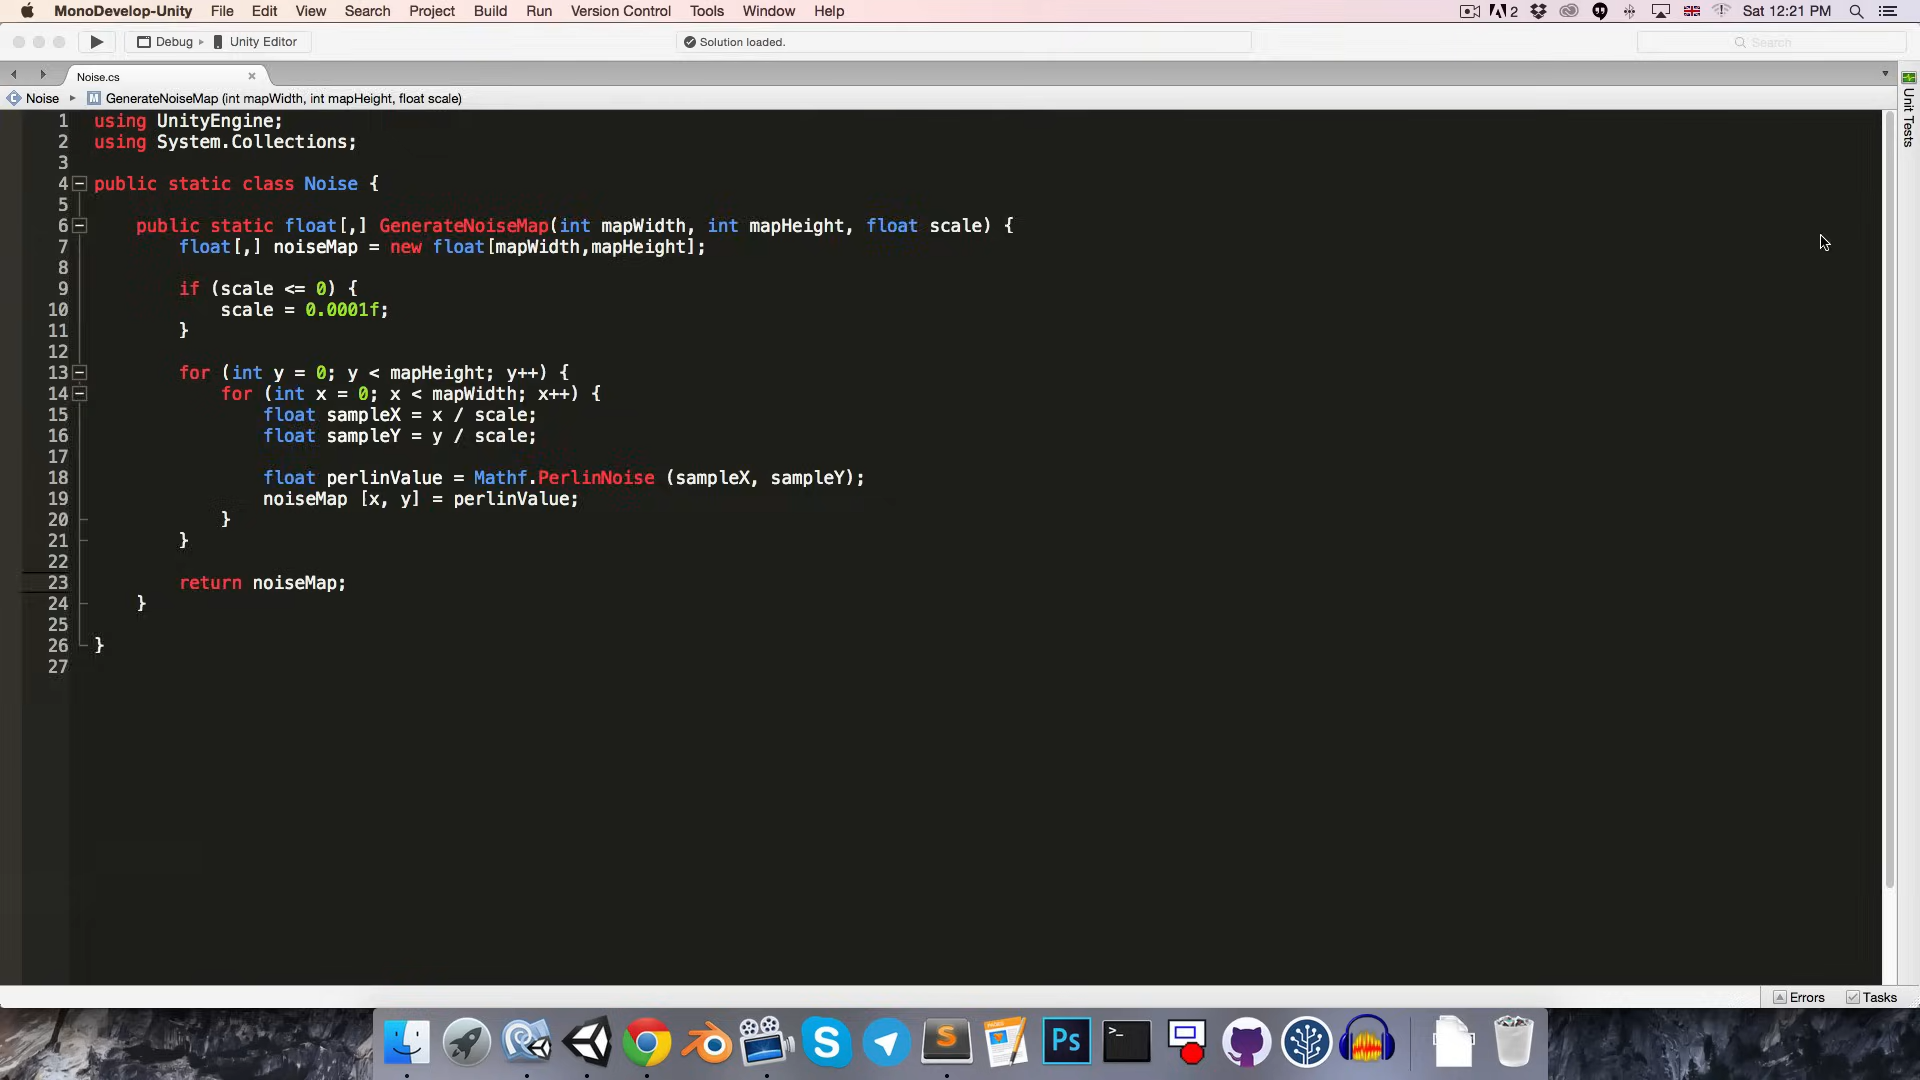 MonoDevelop-Unity File Edit View Search Project Build Run Version Control Tools Window Help 2 Sat 12:21 PM
Debug Unity Editor Solution loaded. Search
Noise.cs
Noise GenerateNoiseMap (int mapWidth, int mapHeight, float scale)
Unit Tests
1 using UnityEngine;
2 using System.Collections;
3
4 public static class Noise {
5
6 public static float[,] GenerateNoiseMap(int mapWidth, int mapHeight, float scale) {
7 float[,] noiseMap = new float[mapWidth,mapHeight];
8
9 if (scale <= 0) {
10 scale = 0.0001f;
11 }
12
13 for (int y = 0; y < mapHeight; y++) {
14 for (int x = 0; x < mapWidth; x++) {
15 float sampleX = x / scale;
16 float sampleY = y / scale;
17
18 float perlinValue = Mathf.PerlinNoise (sampleX, sampleY);
19 noiseMap [x, y] = perlinValue;
20 }
21 }
22
23 return noiseMap;
24 }
25
26 }
27
Errors Tasks
S S Ps >_